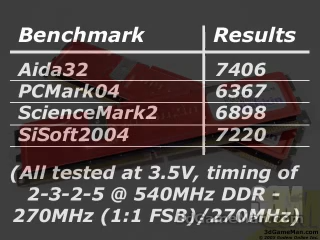 Benchmark Results
Aida32 7406
PCMark04 6367
ScienceMark2 6898
SiSoft2004 7220
(All tested at 3.5V, timing of
2-3-2-5 @ 540MHz DDR -
270MHz (1:1 FSB / 270MHz)
3dGameMan.com